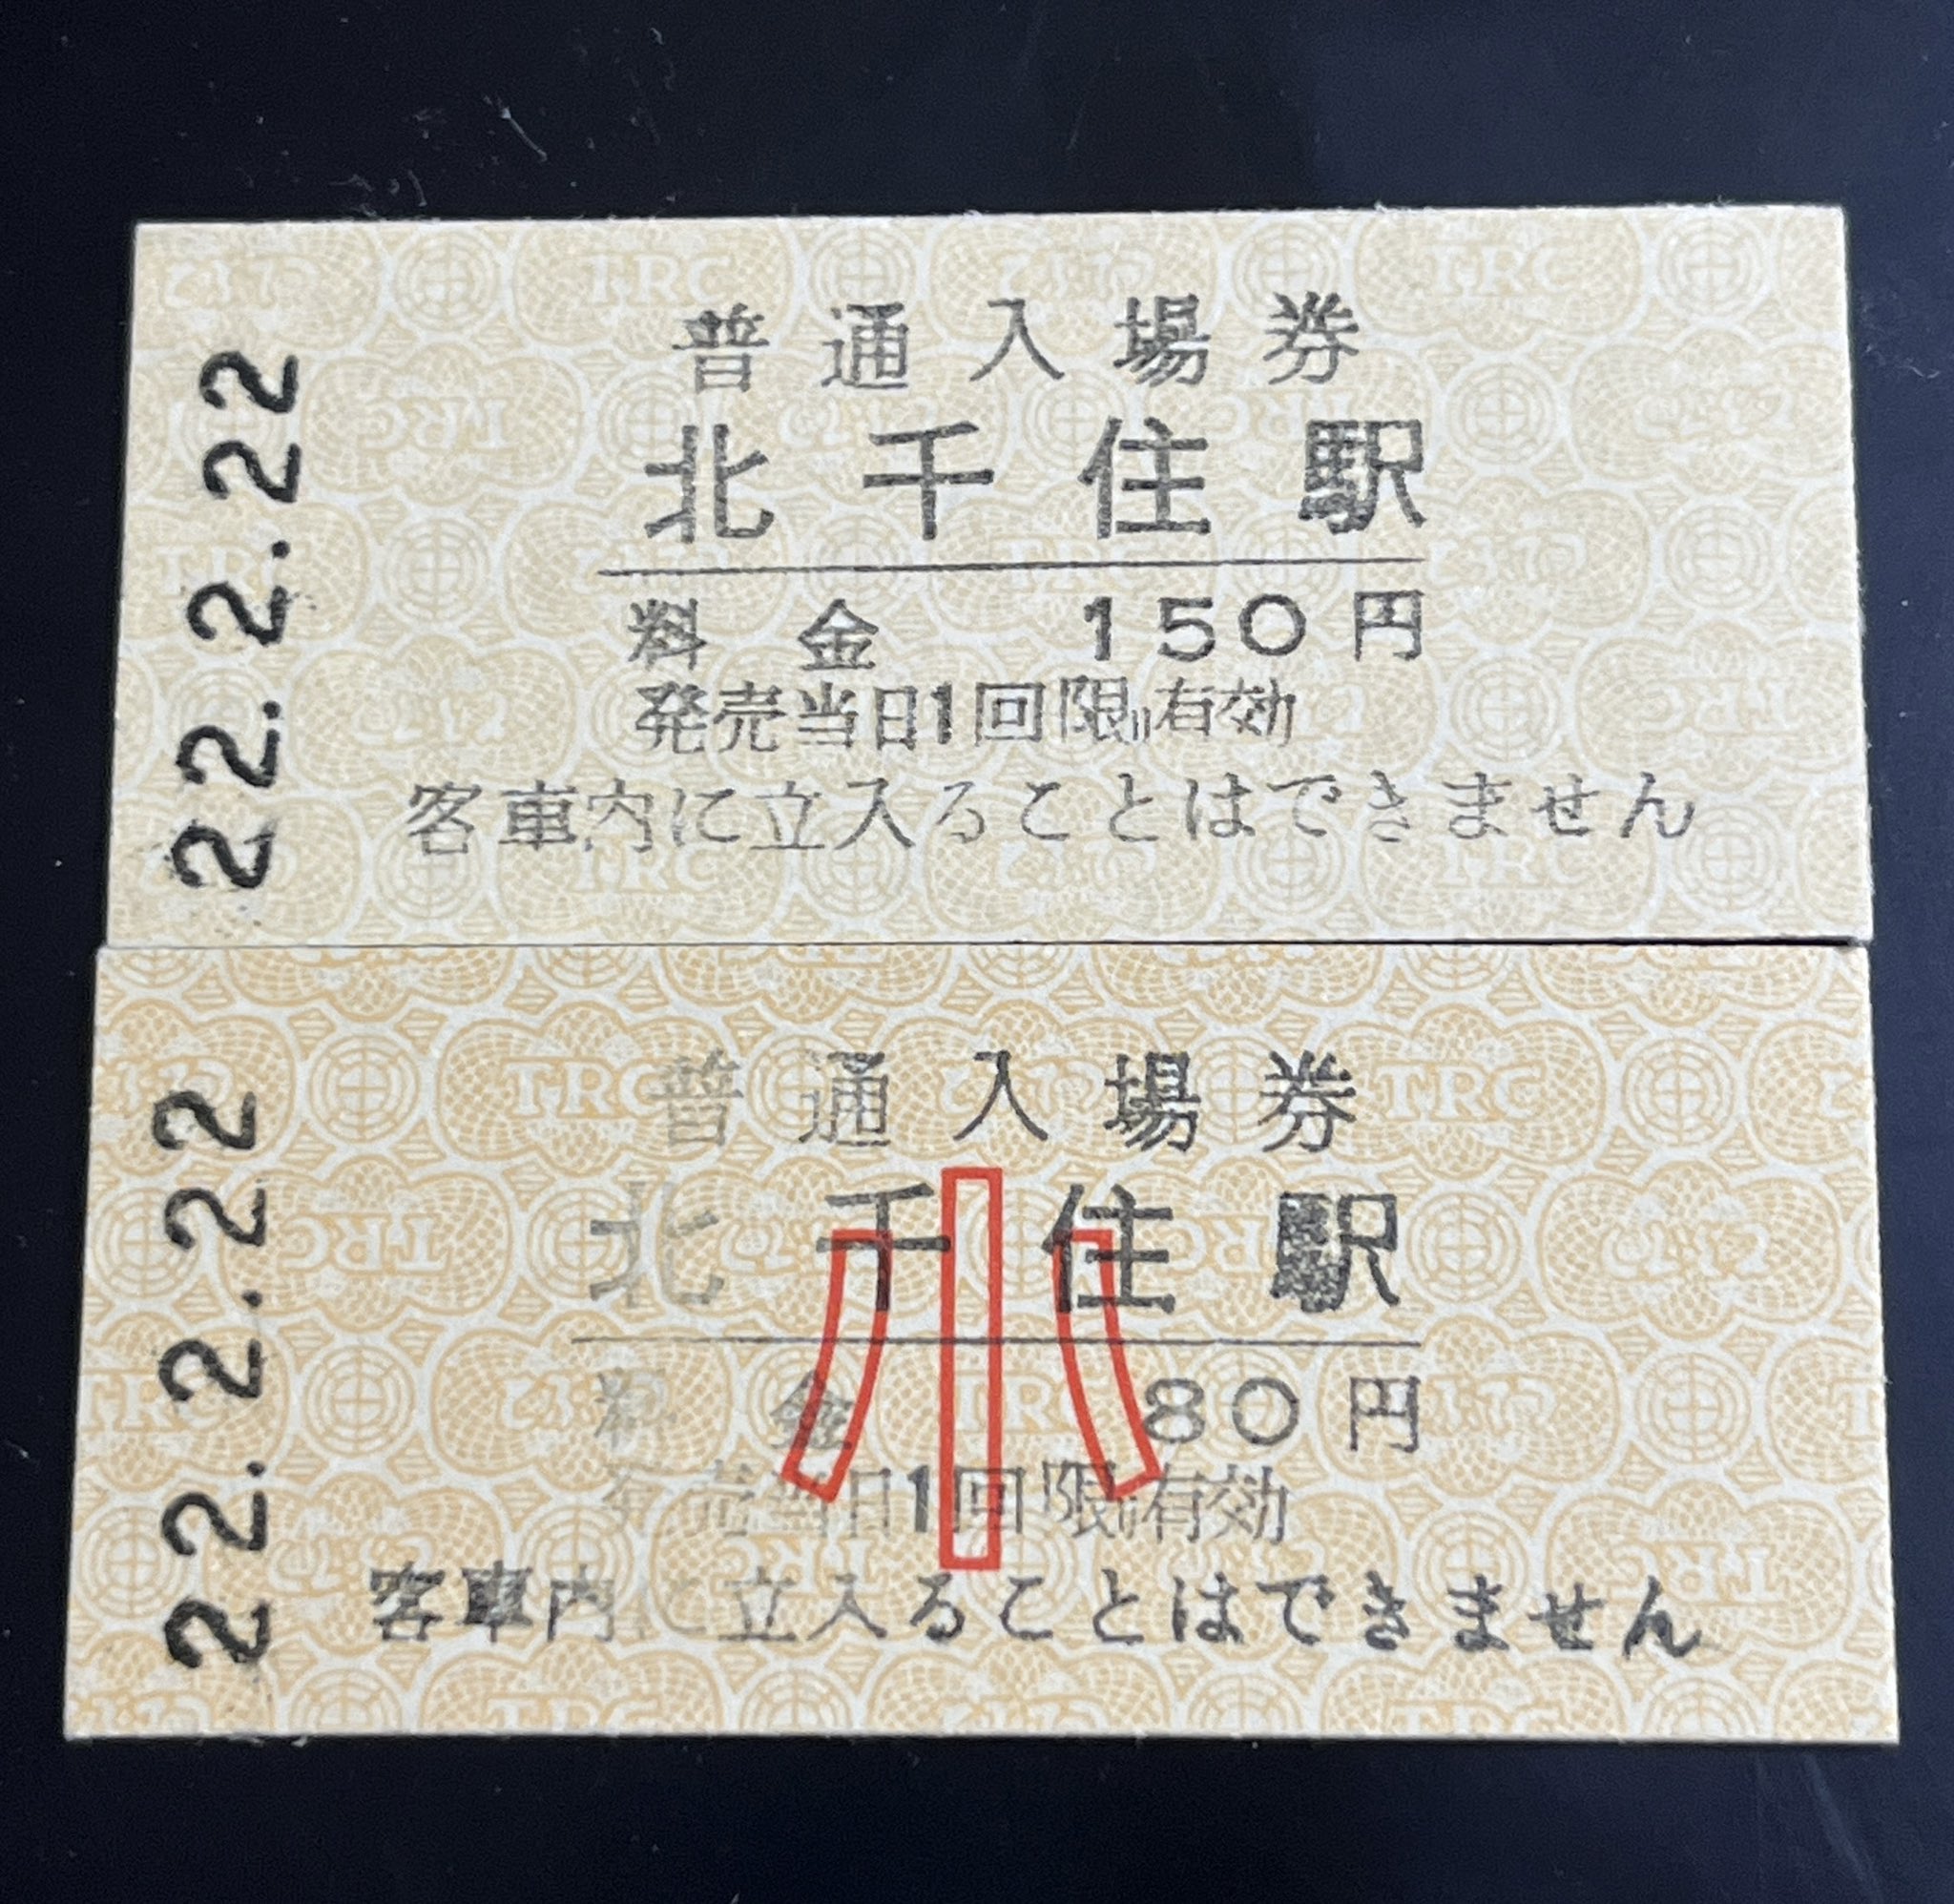 22.2.22
普通入場券
北千住駅
料金 150円
発売当日1回限り有効
客車内に立入ることはできません
22.2.22
普通入場券
北千住駅
小
料金 80円
発売当日1回限り有効
客車内に立入ることはできません